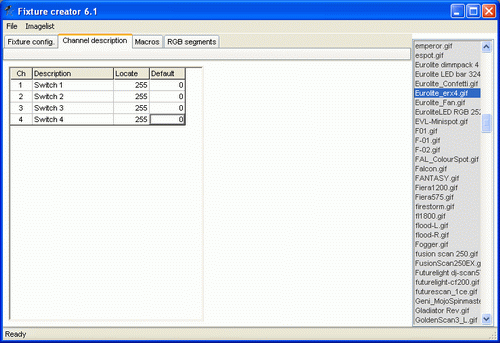 Fixture creator 6.1
File Imagelist
Fixture config. Channel description Macros RGB segments
Ch Description Locate Default
1 Switch 1 255 0
2 Switch 2 255 0
3 Switch 3 255 0
4 Switch 4 255 0
emperor.gif
espot.gif
Eurolite dimmpack 4
Eurolite LED bar 324
Eurolite_Confetti.gif
Eurolite_erx4.gif
Eurolite_Fan.gif
EuroliteLED RGB 252
EVL-Minispot.gif
F01.gif
F-01.gif
F-02.gif
FAL_ColourSpot.gif
Falcon.gif
FANTASY.gif
Fiera1200.gif
Fiera575.gif
firestorm.gif
fl1800.gif
flood-L.gif
flood-R.gif
Fogger.gif
fusion scan 250.gif
FusionScan250EX.g
Futurelight dj-scan57
futurelight-cf200.gif
futurescan_1ce.gif
Geni_MojoSpinmaste
Gladiator Rev.gif
GoldenScan3_L.gif
Ready